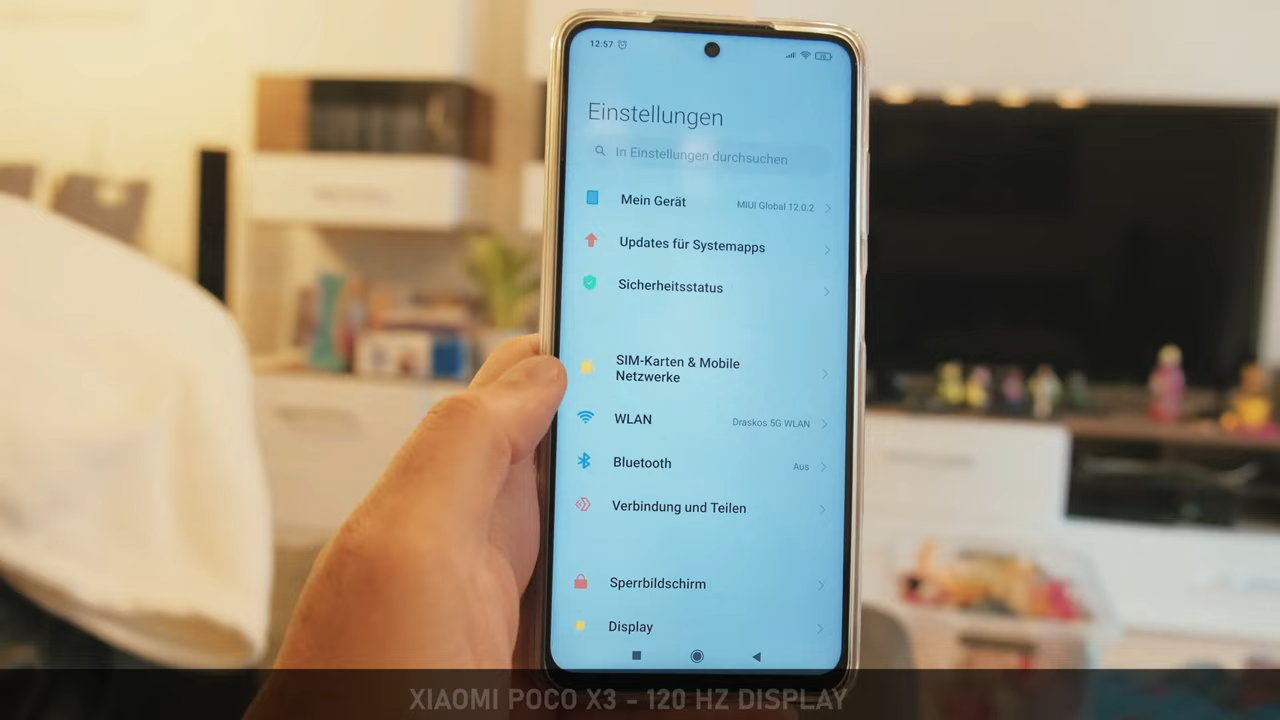 12:57
Einstellungen
In Einstellungen durchsuchen
Mein Gerät MIUI Global 12.0.2
Updates für Systemapps
Sicherheitsstatus
SIM-Karten & Mobile
Netzwerke
WLAN Draskos 5G WLAN
Bluetooth Aus
Verbindung und Teilen
Sperrbildschirm
Display
XIAOMI POCO X3 - 120 HZ DISPLAY